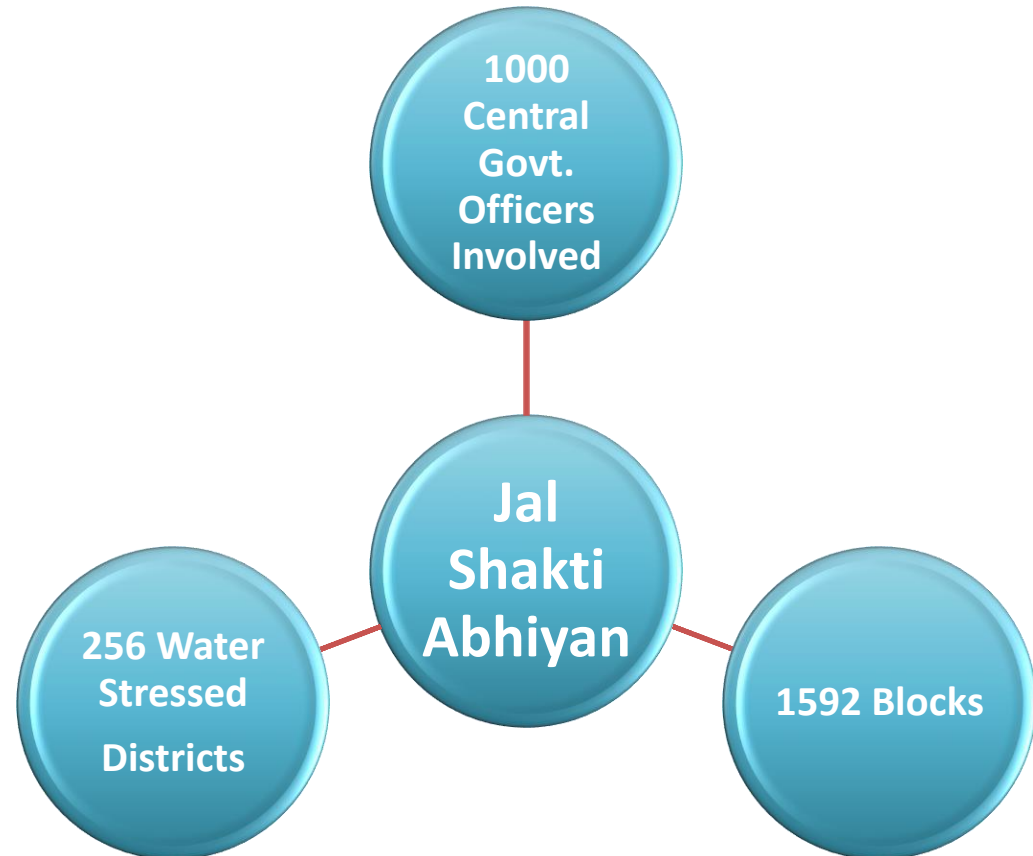 1000
Central
Govt.
Officers
Involved
Jal
Shakti
Abhiyan
256 Water
Stressed
Districts
1592 Blocks